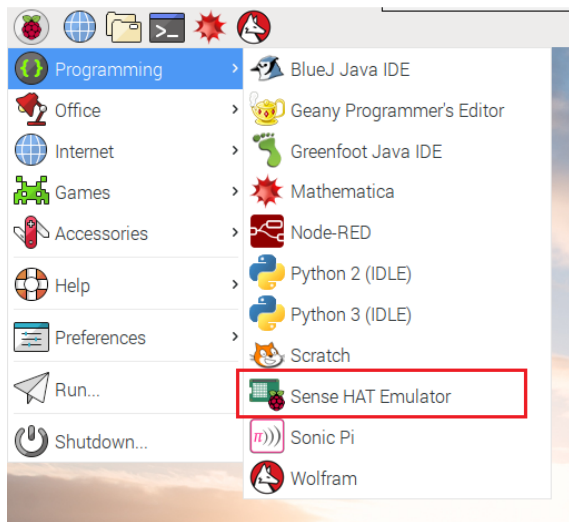 Programming
Office
Internet
Games
Accessories
Help
Preferences
Run...
Shutdown...
BlueJ Java IDE
Geany Programmer's Editor
Greenfoot Java IDE
Mathematica
Node-RED
Python 2 (IDLE)
Python 3 (IDLE)
Scratch
Sense HAT Emulator
π)))
Sonic Pi
Wolfram